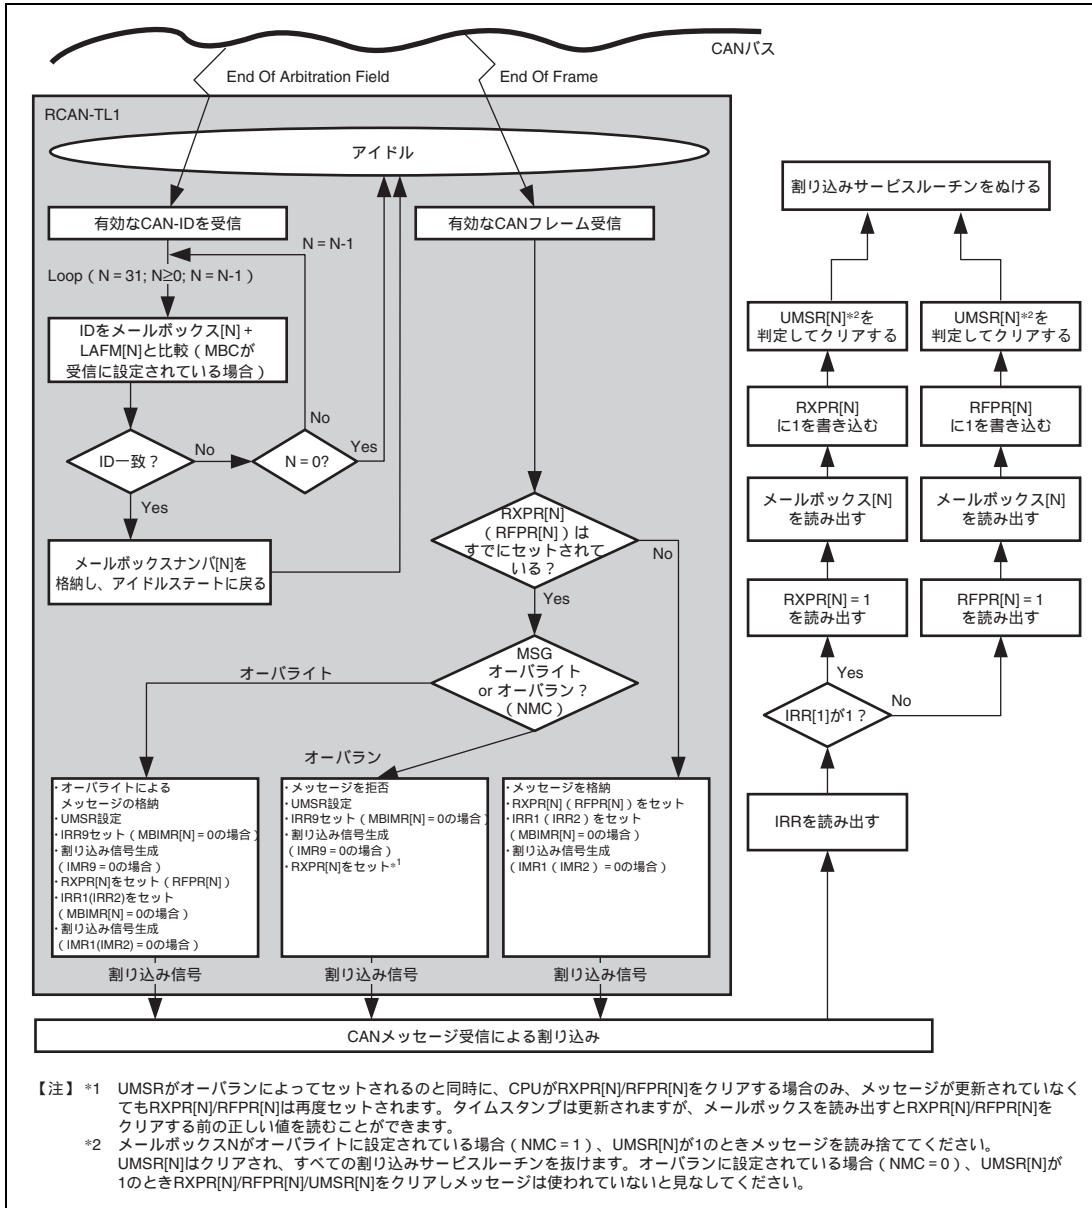 CANバス
End Of Arbitration Field
End Of Frame
RCAN-TL1
アイドル
有効なCAN-IDを受信
有効なCANフレーム受信
N = N-1
Loop（N = 31; N≥0; N = N-1）
IDをメールボックス[N] +
LAFM[N]と比較（MBCが
受信に設定されている場合）
No
ID一致？
No
N = 0?
Yes
Yes
メールボックスナンバ[N]を
格納し、アイドルステートに戻る
RXPR[N]
（RFPR[N]）は
すでにセットされて
いる？
No
Yes
MSG
オーバライト
or オーバラン？
（NMC）
オーバライト
オーバラン
・オーバライトによる
メッセージの格納
・UMSR設定
・IRR9セット（MBIMR[N]=0の場合）
・割り込み信号生成
（IMR9 = 0の場合）
・RXPR[N]をセット（RFPR[N]）
・IRR1(IRR2)をセット
（MBIMR[N] = 0の場合）
・割り込み信号生成
（IMR1(IMR2) = 0の場合）
・メッセージを拒否
・UMSR設定
・IRR9セット（MBIMR[N]=0の場合）
・割り込み信号生成
（IMR9 = 0の場合）
・RXPR[N]をセット*1
・メッセージを格納
・RXPR[N]（RFPR[N]）をセット
・IRR1（IRR2）をセット
（MBIMR[N] = 0の場合）
・割り込み信号生成
（IMR1（IMR2）= 0の場合）
割り込み信号
割り込み信号
割り込み信号
CANメッセージ受信による割り込み
割り込みサービスルーチンをぬける
UMSR[N]*2を
判定してクリアする
UMSR[N]*2を
判定してクリアする
RXPR[N]
に1を書き込む
RFPR[N]
に1を書き込む
メールボックス[N]
を読み出す
メールボックス[N]
を読み出す
RXPR[N] = 1
を読み出す
RFPR[N] = 1
を読み出す
Yes
IRR[1]が1？
No
IRRを読み出す
【注】 *1 UMSRがオーバランによってセットされるのと同時に、CPUがRXPR[N]/RFPR[N]をクリアする場合のみ、メッセージが更新されていなく
てもRXPR[N]/RFPR[N]は再度セットされます。タイムスタンプは更新されますが、メールボックスを読み出すとRXPR[N]/RFPR[N]を
クリアする前の正しい値を読むことができます。
*2 メールボックスNがオーバライトに設定されている場合（NMC = 1）、UMSR[N]が1のときメッセージを読み捨ててください。
UMSR[N]はクリアされ、すべての割り込みサービスルーチンを抜けます。オーバランに設定されている場合（NMC = 0）、UMSR[N]が
1のときRXPR[N]/RFPR[N]/UMSR[N]をクリアしメッセージは使われていないと見なしてください。